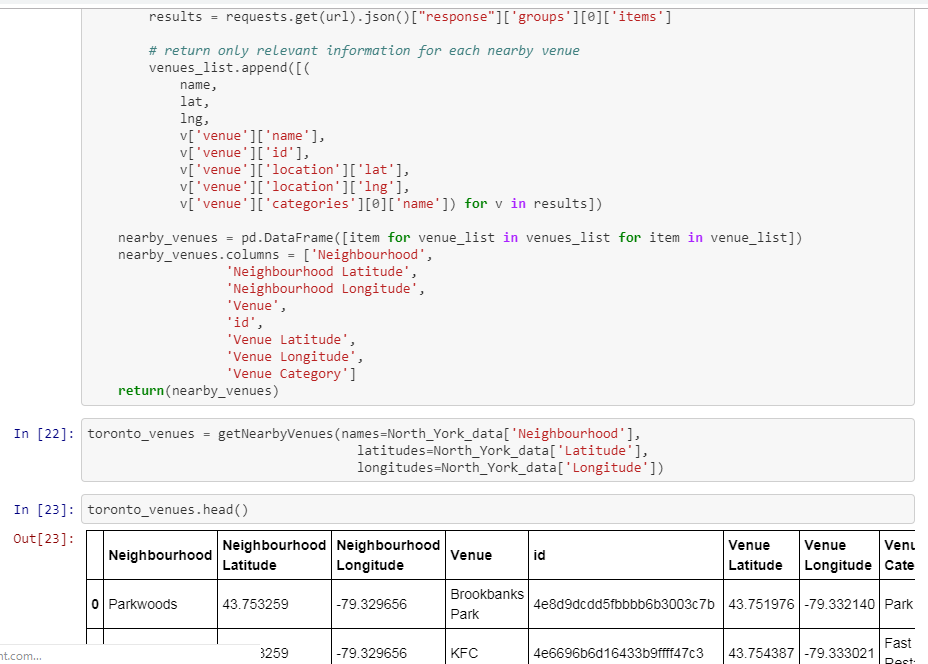 results = requests.get(url).json()["response"]['groups'][0]['items']
# return only relevant information for each nearby venue
venues_list.append([(
name,
lat,
lng,
v['venue']['name'],
v['venue']['id'],
v['venue']['location']['lat'],
v['venue']['location']['lng'],
v['venue']['categories'][0]['name']) for v in results])
nearby_venues = pd.DataFrame([item for venue_list in venues_list for item in venue_list])
nearby_venues.columns = ['Neighbourhood',
'Neighbourhood Latitude',
'Neighbourhood Longitude',
'Venue',
'id',
'Venue Latitude',
'Venue Longitude',
'Venue Category']
return(nearby_venues)
In [22]: toronto_venues = getNearbyVenues(names=North_York_data['Neighbourhood'],
latitudes=North_York_data['Latitude'],
longitudes=North_York_data['Longitude'])
In [23]: toronto_venues.head()
Out[23]:
Neighbourhood Neighbourhood Latitude Neighbourhood Longitude Venue id Venue Latitude Venue Longitude
0 Parkwoods 43.753259 -79.329656 Brookbanks Park 4e8d9dcdd5fbbbb6b3003c7b 43.751976 -79.332140 Park
3259 -79.329656 KFC 4e6696b6d16433b9ffff47c3 43.754387 -79.333021 Fast
nt.com...